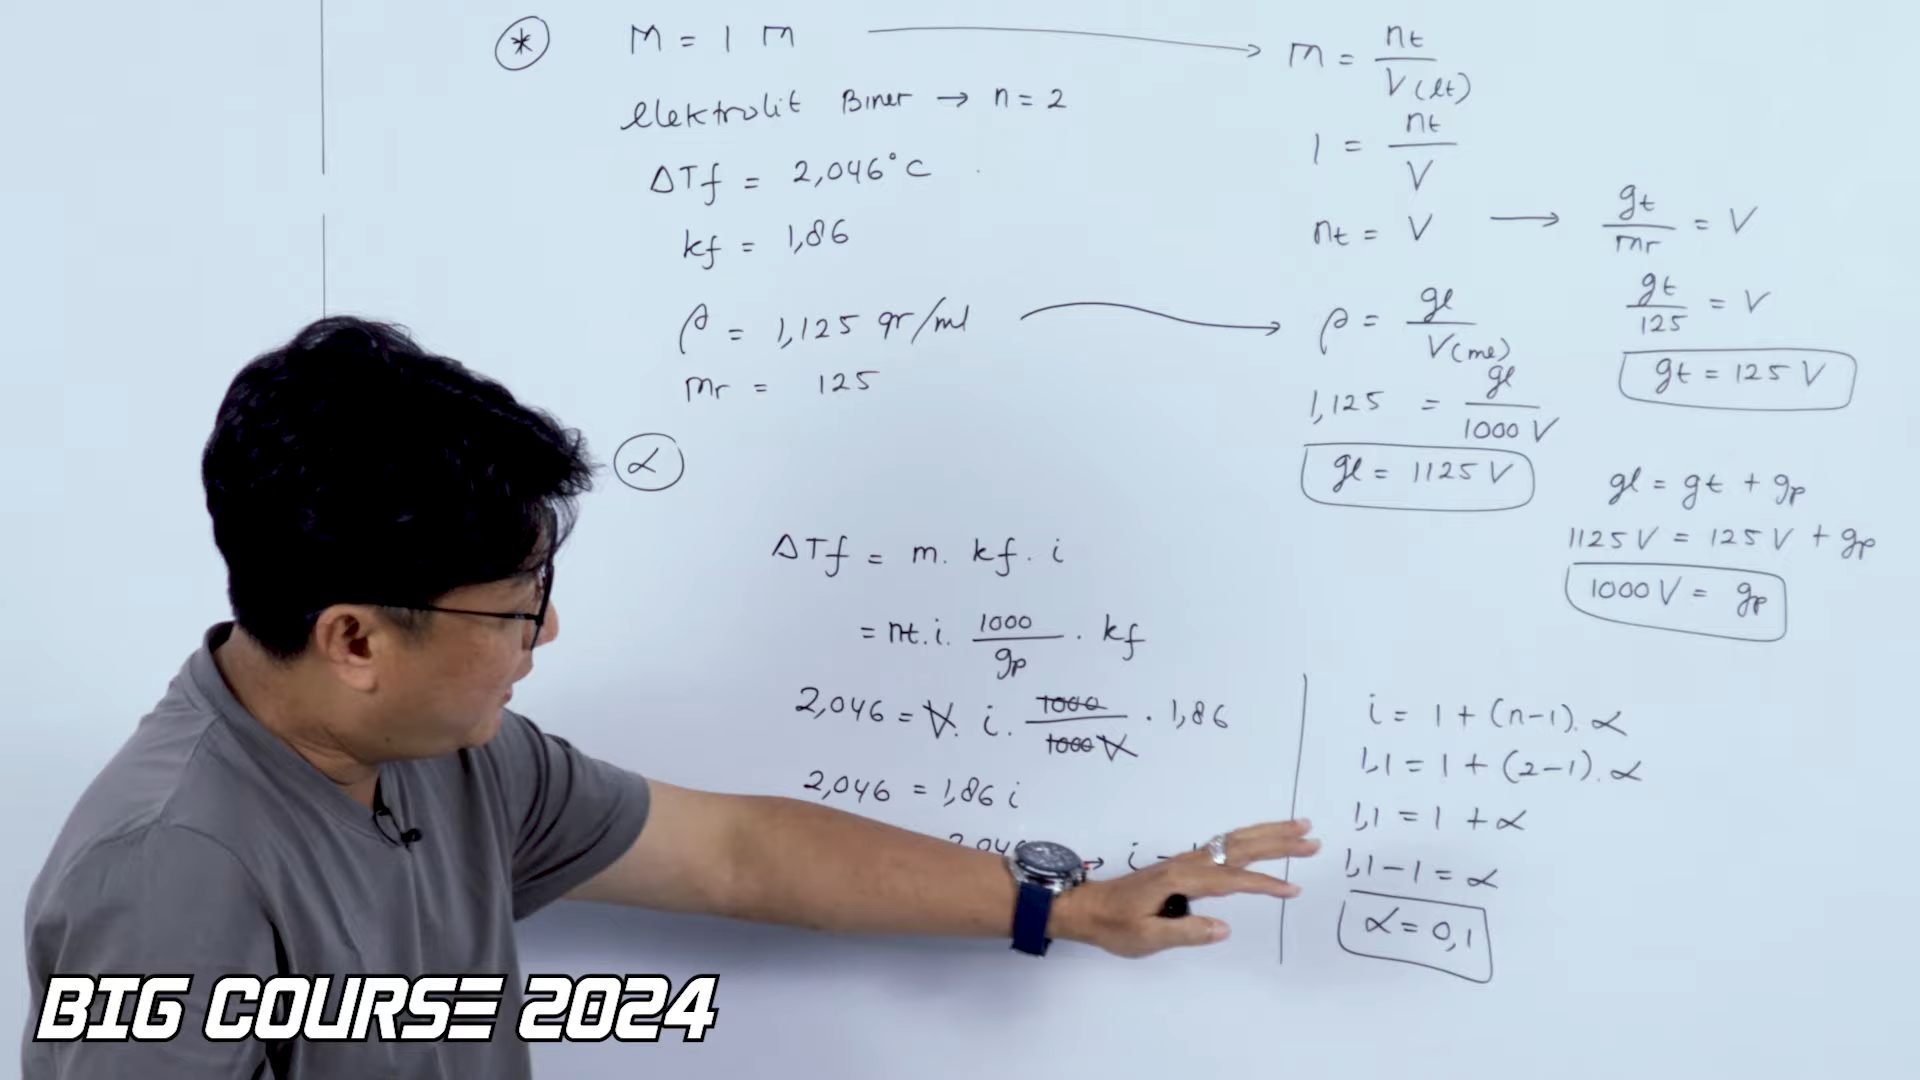 * M = 1 m
elektrolit Biner → n = 2
ΔTf = 2,046°C
kf = 1,86
ρ = 1,125 gr/ml
Mr = 125
α
ΔTf = m. kf. i
= nt. i. 1000/gp . kf
2,046 = V. i. 1000/1000 V . 1,86
2,046 = 1,86 i
→ i =
m = nt/V(lt)
1 = nt/V
nt = V → gt/mr = V
gt/125 = V
gt = 125 V
ρ = gl/V(ml)
1,125 = gl/1000 V
gl = 1125 V
gl = gt + gp
1125 V = 125 V + gp
1000 V = gp
i = 1 + (n-1). α
1,1 = 1 + (2-1). α
1,1 = 1 + α
1,1 - 1 = α
α = 0,1
BIG COURSE 2024